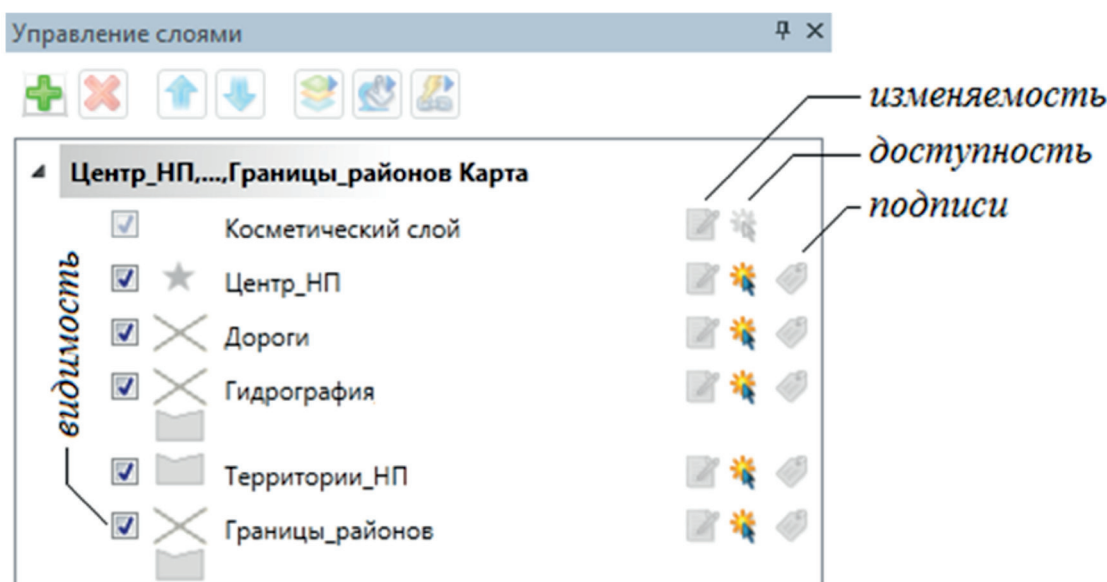 Управление слоями
изменяемость
доступность
подписи
Центр_НП,...,Границы_районов Карта
Косметический слой
Центр_НП
Дороги
Гидрография
Территории_НП
Границы_районов
видимость